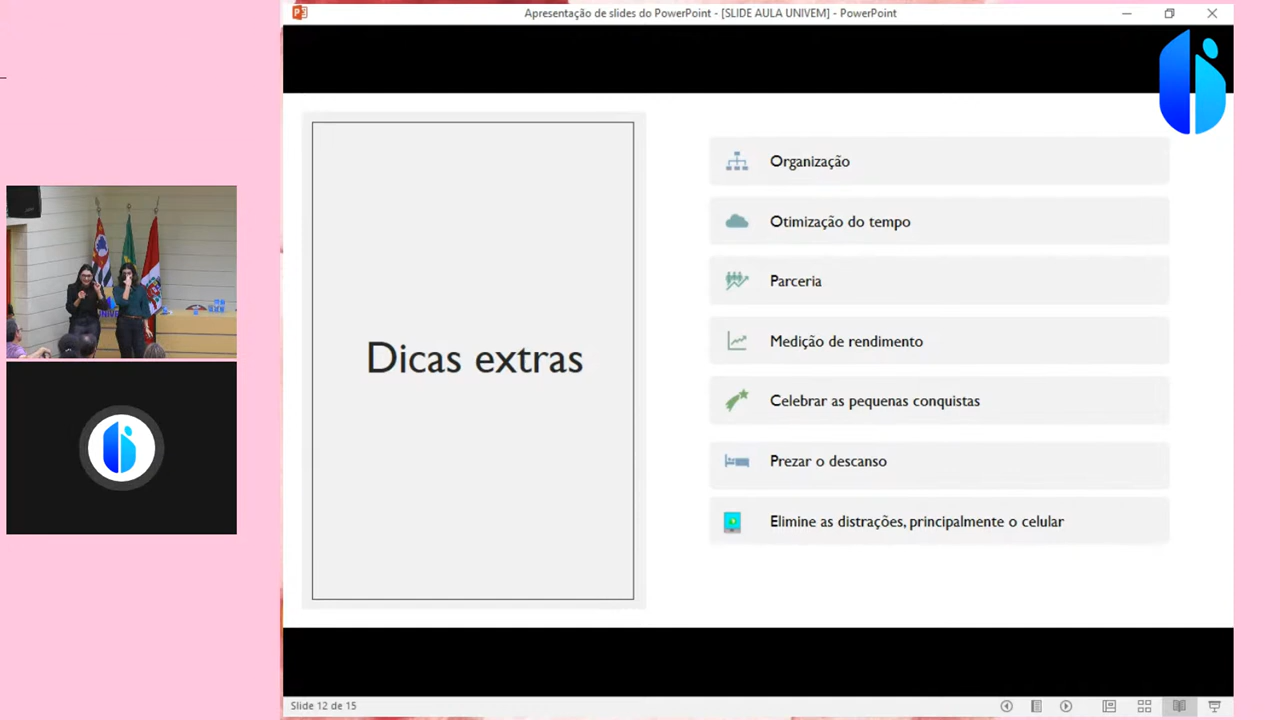 Apresentação de slides do PowerPoint - [SLIDE AULA UNIVEM] - PowerPoint
Dicas extras
Organização
Otimização do tempo
Parceria
Medição de rendimento
Celebrar as pequenas conquistas
Prezar o descanso
Elimine as distrações, principalmente o celular
Slide 12 de 15